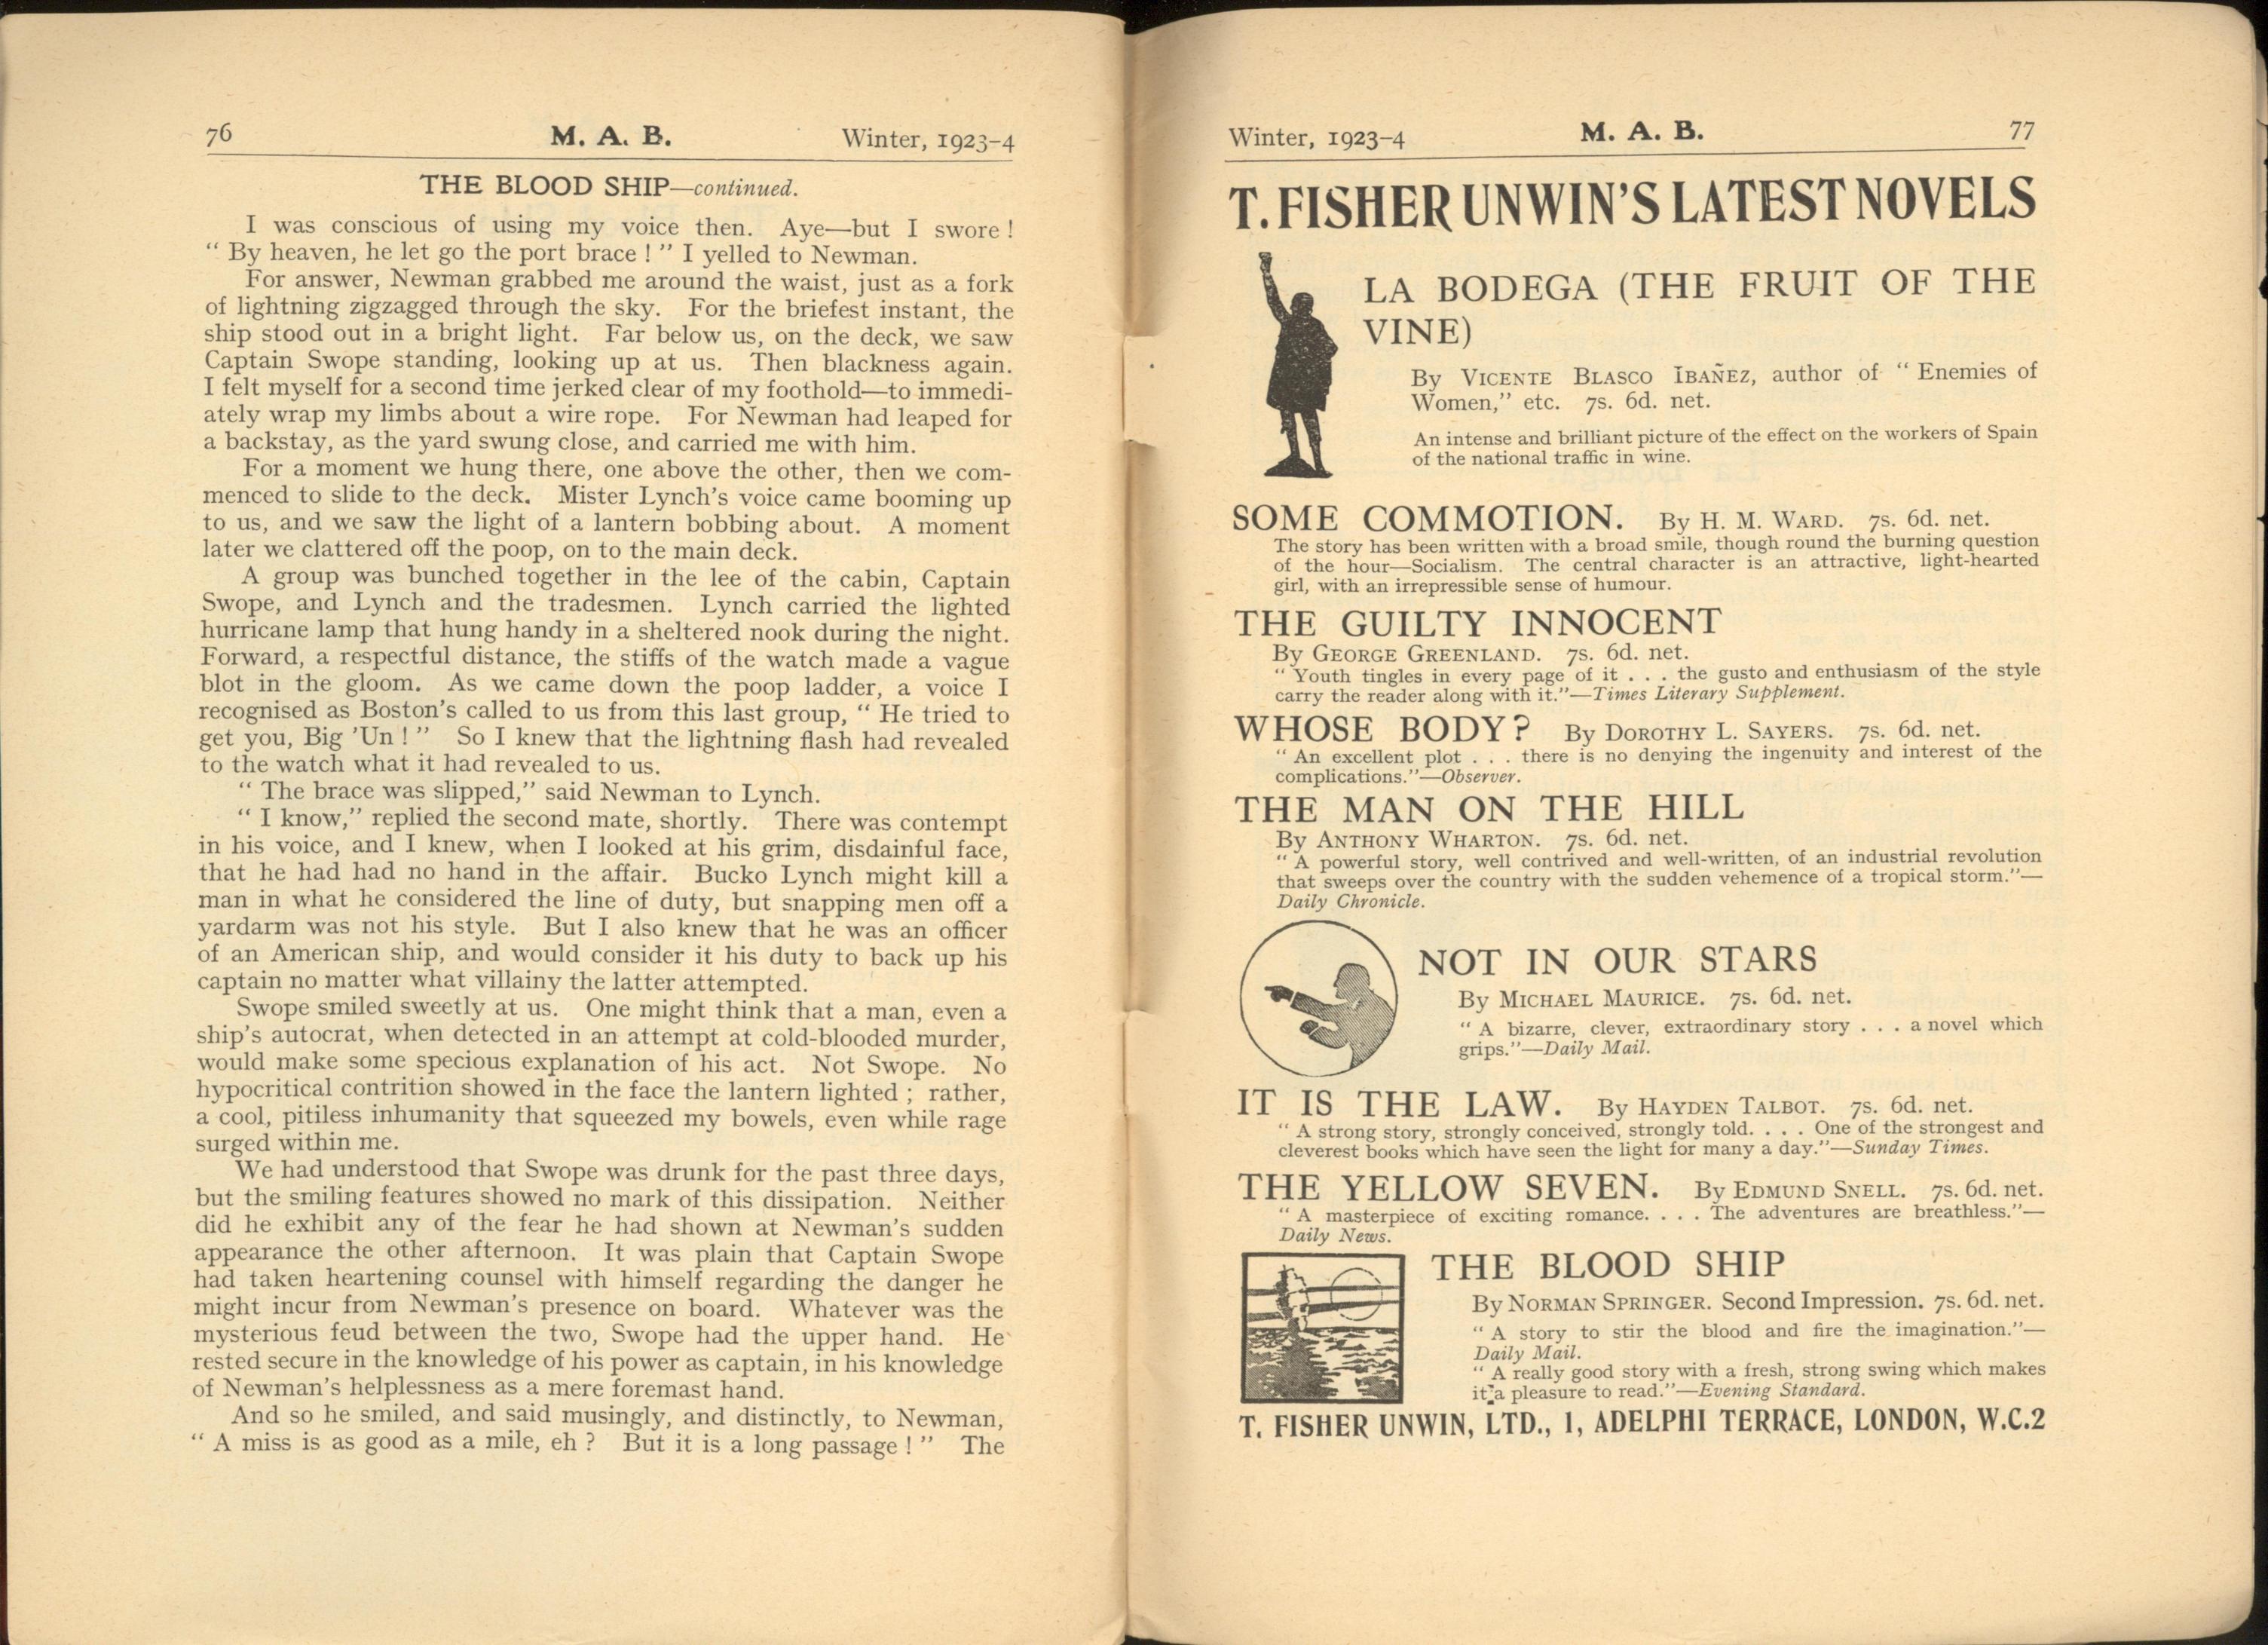 76 M. A. B. Winter, 1923–4
THE BLOOD SHIP—continued.
I was conscious of using my voice then. Aye—but I swore !
“ By heaven, he let go the port brace ! ” I yelled to Newman.
For answer, Newman grabbed me around the waist, just as a fork
of lightning zigzagged through the sky. For the briefest instant, the
ship stood out in a bright light. Far below us, on the deck, we saw
Captain Swope standing, looking up at us. Then blackness again.
I felt myself for a second time jerked clear of my foothold—to immedi-
ately wrap my limbs about a wire rope. For Newman had leaped for
a backstay, as the yard swung close, and carried me with him.
For a moment we hung there, one above the other, then we com-
menced to slide to the deck. Mister Lynch’s voice came booming up
to us, and we saw the light of a lantern bobbing about. A moment
later we clattered off the poop, on to the main deck.
A group was bunched together in the lee of the cabin, Captain
Swope, and Lynch and the tradesmen. Lynch carried the lighted
hurricane lamp that hung handy in a sheltered nook during the night.
Forward, a respectful distance, the stiffs of the watch made a vague
blot in the gloom. As we came down the poop ladder, a voice I
recognised as Boston’s called to us from this last group, “ He tried to
get you, Big ’Un ! ” So I knew that the lightning flash had revealed
to the watch what it had revealed to us.
“ The brace was slipped,” said Newman to Lynch.
“ I know,” replied the second mate, shortly. There was contempt
in his voice, and I knew, when I looked at his grim, disdainful face,
that he had had no hand in the affair. Bucko Lynch might kill a
man in what he considered the line of duty, but snapping men off a
yardarm was not his style. But I also knew that he was an officer
of an American ship, and would consider it his duty to back up his
captain no matter what villainy the latter attempted.
Swope smiled sweetly at us. One might think that a man, even a
ship’s autocrat, when detected in an attempt at cold-blooded murder,
would make some specious explanation of his act. Not Swope. No
hypocritical contrition showed in the face the lantern lighted ; rather,
a cool, pitiless inhumanity that squeezed my bowels, even while rage
surged within me.
We had understood that Swope was drunk for the past three days,
but the smiling features showed no mark of this dissipation. Neither
did he exhibit any of the fear he had shown at Newman’s sudden
appearance the other afternoon. It was plain that Captain Swope
had taken heartening counsel with himself regarding the danger he
might incur from Newman’s presence on board. Whatever was the
mysterious feud between the two, Swope had the upper hand. He
rested secure in the knowledge of his power as captain, in his knowledge
of Newman’s helplessness as a mere foremast hand.
And so he smiled, and said musingly, and distinctly, to Newman,
“ A miss is as good as a mile, eh ? But it is a long passage ! ” The
Winter, 1923–4 M. A. B. 77
T. FISHER UNWIN’S LATEST NOVELS
LA BODEGA (THE FRUIT OF THE
VINE)
By VICENTE BLASCO IBAÑEZ, author of “ Enemies of
Women,” etc. 7s. 6d. net.
An intense and brilliant picture of the effect on the workers of Spain
of the national traffic in wine.
SOME COMMOTION. By H. M. WARD. 7s. 6d. net.
The story has been written with a broad smile, though round the burning question
of the hour—Socialism. The central character is an attractive, light-hearted
girl, with an irrepressible sense of humour.
THE GUILTY INNOCENT
By GEORGE GREENLAND. 7s. 6d. net.
“ Youth tingles in every page of it . . . the gusto and enthusiasm of the style
carry the reader along with it.”—Times Literary Supplement.
WHOSE BODY? By DOROTHY L. SAYERS. 7s. 6d. net.
“ An excellent plot . . . there is no denying the ingenuity and interest of the
complications.”—Observer.
THE MAN ON THE HILL
By ANTHONY WHARTON. 7s. 6d. net.
“ A powerful story, well contrived and well-written, of an industrial revolution
that sweeps over the country with the sudden vehemence of a tropical storm.”—
Daily Chronicle.
NOT IN OUR STARS
By MICHAEL MAURICE. 7s. 6d. net.
“ A bizarre, clever, extraordinary story . . . a novel which
grips.”—Daily Mail.
IT IS THE LAW. By HAYDEN TALBOT. 7s. 6d. net.
“ A strong story, strongly conceived, strongly told. . . . One of the strongest and
cleverest books which have seen the light for many a day.”—Sunday Times.
THE YELLOW SEVEN. By EDMUND SNELL. 7s. 6d. net.
“ A masterpiece of exciting romance. . . . The adventures are breathless.”—
Daily News.
THE BLOOD SHIP
By NORMAN SPRINGER. Second Impression. 7s. 6d. net.
“ A story to stir the blood and fire the imagination.”—
Daily Mail.
“ A really good story with a fresh, strong swing which makes
it a pleasure to read.”—Evening Standard.
T. FISHER UNWIN, LTD., 1, ADELPHI TERRACE, LONDON, W.C.2